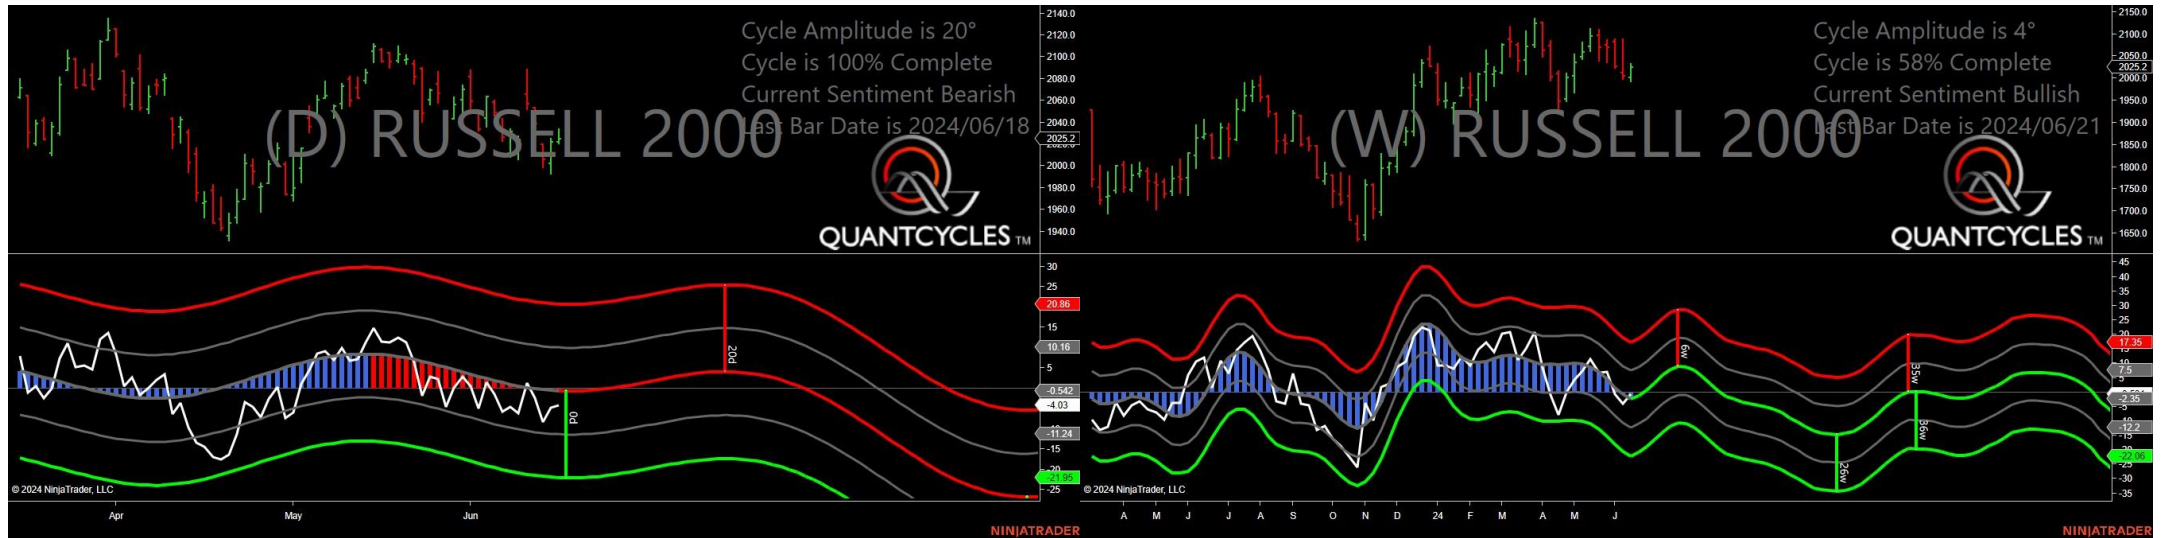 Cycle Amplitude is 20°
Cycle is 100% Complete
Current Sentiment Bearish
Last Bar Date is 2024/06/18
(D) RUSSELL 2000
QUANTCYCLES TM
2140.0
2120.0
2100.0
2080.0
2060.0
2040.0
2025.2
2000.0
1980.0
1960.0
1940.0
30
25
20.86
15
10.16
5
-0.542
-4.03
-11.24
-15
-20
-21.95
-25
20d
0d
© 2024 NinjaTrader, LLC
Apr
May
Jun
NINJATRADER
Cycle Amplitude is 4°
Cycle is 58% Complete
Current Sentiment Bullish
Last Bar Date is 2024/06/21
(W) RUSSELL 2000
QUANTCYCLES TM
2150.0
2100.0
2050.0
2025.2
2000.0
1950.0
1900.0
1850.0
1800.0
1750.0
1700.0
1650.0
45
40
35
30
25
20
17.35
15
7.5
5
-2.35
-5
-12.2
-15
-22.06
-25
-30
-35
6w
35w
26w
36w
© 2024 NinjaTrader, LLC
A
M
J
J
A
S
O
N
D
24
F
M
A
M
J
NINJATRADER